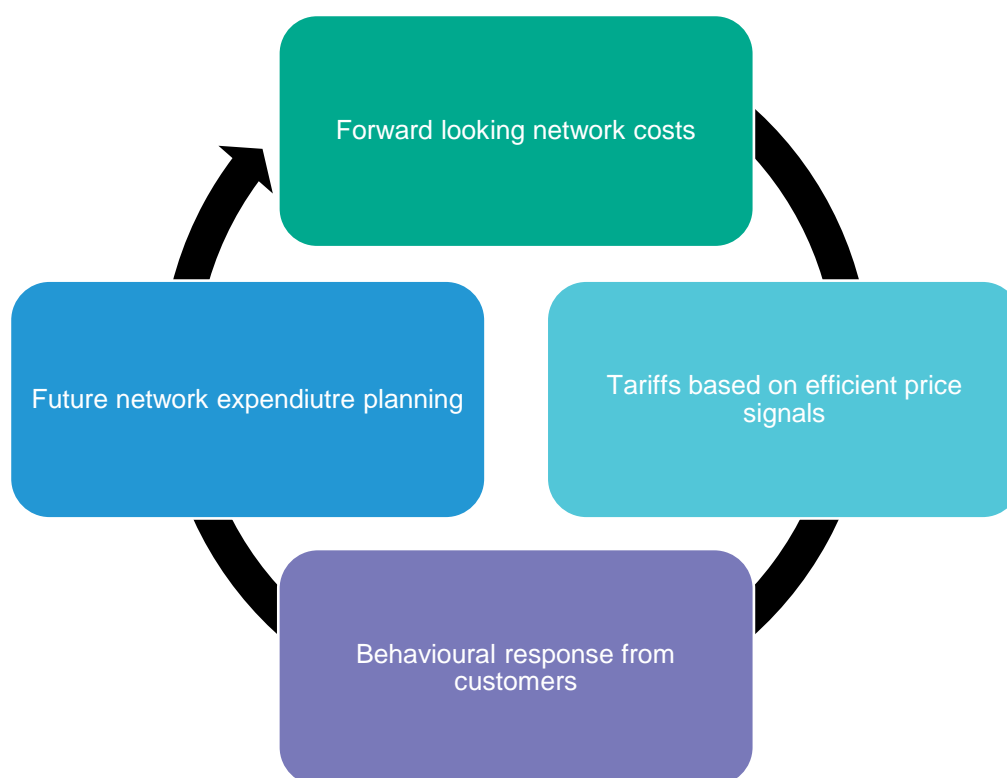 Forward looking network costs
Tariffs based on efficient price
signals
Behavioural response from
customers
Future network expendiutre planning